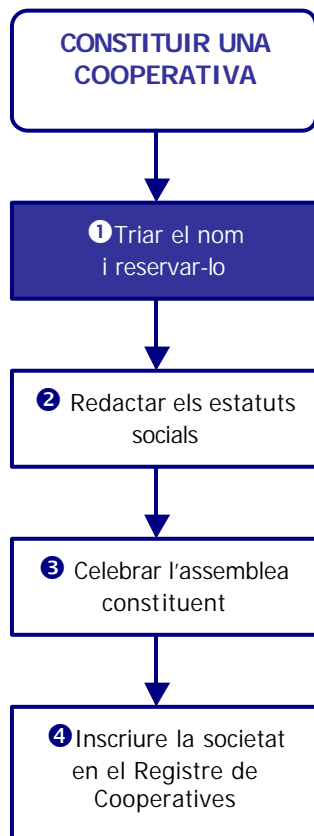 CONSTITUIR UNA
COOPERATIVA
❶Triar el nom
i reservar-lo
❷ Redactar els estatuts
socials
❸ Celebrar l'assemblea
constituent
❹Inscriure la societat
en el Registre de
Cooperatives